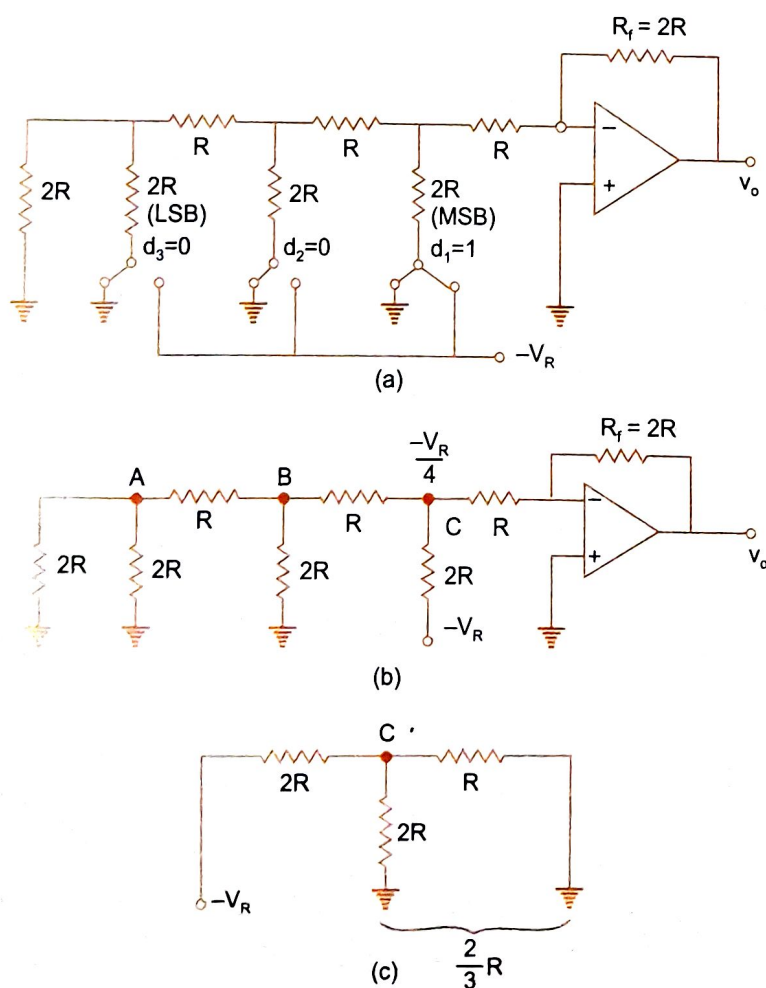 R_f = 2R
R R R
2R 2R 2R 2R
(LSB) (MSB)
d_3=0 d_2=0 d_1=1
− +
v_o
−V_R
(a)
−V_R/4
R_f = 2R
A B C
R R R
2R 2R 2R 2R
− +
v_o
−V_R
(b)
C
2R R
2R
−V_R
2/3 R
(c)